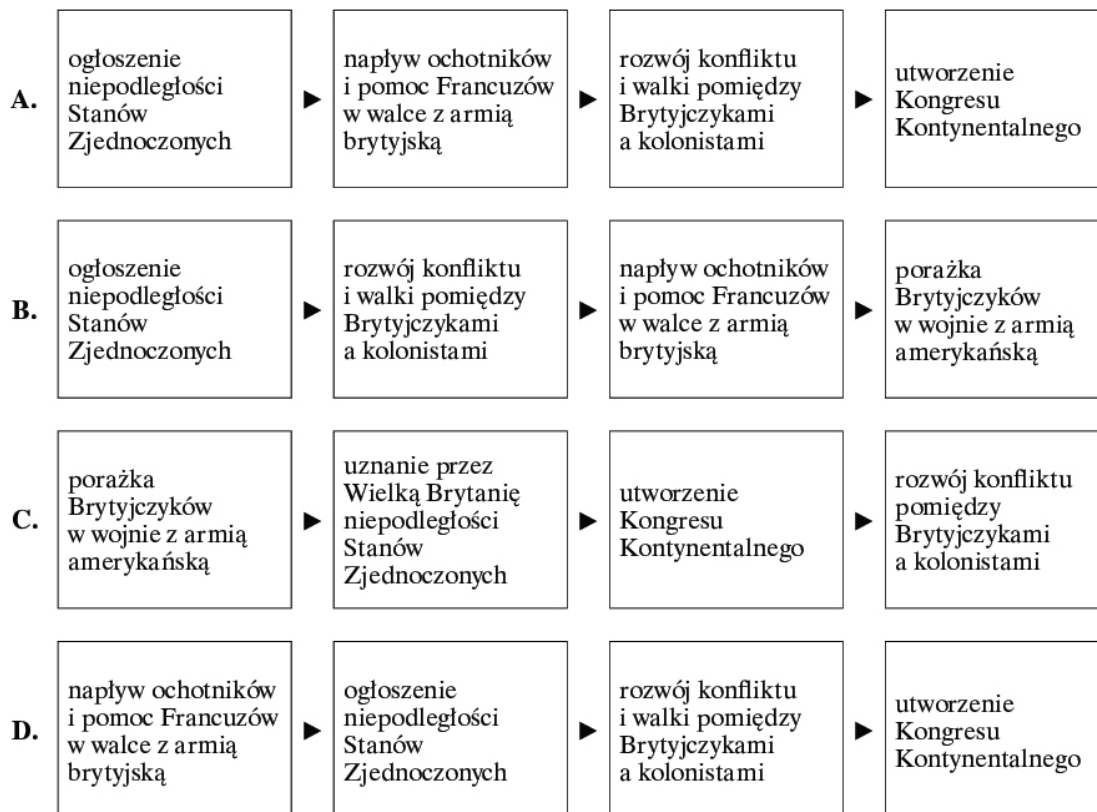 A.
ogłoszenie
niepodległości
Stanów
Zjednoczonych
napływ ochotników
i pomoc Francuzów
w walce z armią
brytyjską
rozwój konfliktu
i walki pomiędzy
Brytyjczykami
a kolonistami
utworzenie
Kongresu
Kontynentalnego
B.
ogłoszenie
niepodległości
Stanów
Zjednoczonych
rozwój konfliktu
i walki pomiędzy
Brytyjczykami
a kolonistami
napływ ochotników
i pomoc Francuzów
w walce z armią
brytyjską
porażka
Brytyjczyków
w wojnie z armią
amerykańską
C.
porażka
Brytyjczyków
w wojnie z armią
amerykańską
uznanie przez
Wielką Brytanię
niepodległości
Stanów
Zjednoczonych
utworzenie
Kongresu
Kontynentalnego
rozwój konfliktu
pomiędzy
Brytyjczykami
a kolonistami
D.
napływ ochotników
i pomoc Francuzów
w walce z armią
brytyjską
ogłoszenie
niepodległości
Stanów
Zjednoczonych
rozwój konfliktu
i walki pomiędzy
Brytyjczykami
a kolonistami
utworzenie
Kongresu
Kontynentalnego